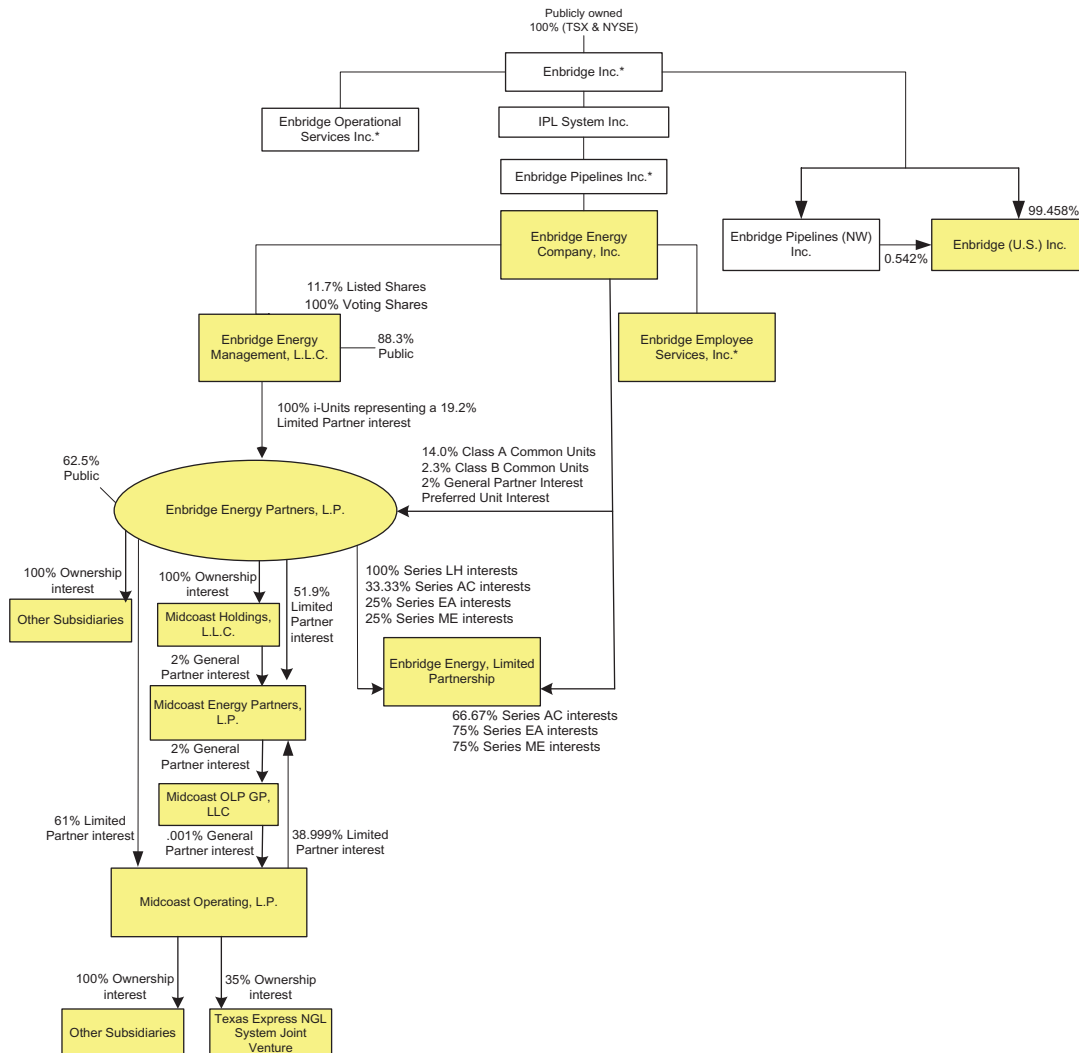 Publicly owned
100% (TSX & NYSE)
Enbridge Inc.*
Enbridge Operational
Services Inc.*
IPL System Inc.
Enbridge Pipelines Inc.*
Enbridge Energy
Company, Inc.
Enbridge Pipelines (NW)
Inc.
0.542%
99.458%
Enbridge (U.S.) Inc.
11.7% Listed Shares
100% Voting Shares
Enbridge Energy
Management, L.L.C.
88.3%
Public
Enbridge Employee
Services, Inc.*
100% i-Units representing a 19.2%
Limited Partner interest
14.0% Class A Common Units
2.3% Class B Common Units
2% General Partner Interest
Preferred Unit Interest
62.5%
Public
Enbridge Energy Partners, L.P.
100% Ownership
interest
Other Subsidiaries
100% Ownership
interest
Midcoast Holdings,
L.L.C.
51.9%
Limited
Partner
interest
100% Series LH interests
33.33% Series AC interests
25% Series EA interests
25% Series ME interests
Enbridge Energy, Limited
Partnership
66.67% Series AC interests
75% Series EA interests
75% Series ME interests
2% General
Partner interest
Midcoast Energy Partners,
L.P.
2% General
Partner interest
Midcoast OLP GP,
LLC
61% Limited
Partner interest
.001% General
Partner interest
38.999% Limited
Partner interest
Midcoast Operating, L.P.
100% Ownership
interest
35% Ownership
interest
Other Subsidiaries
Texas Express NGL
System Joint
Venture